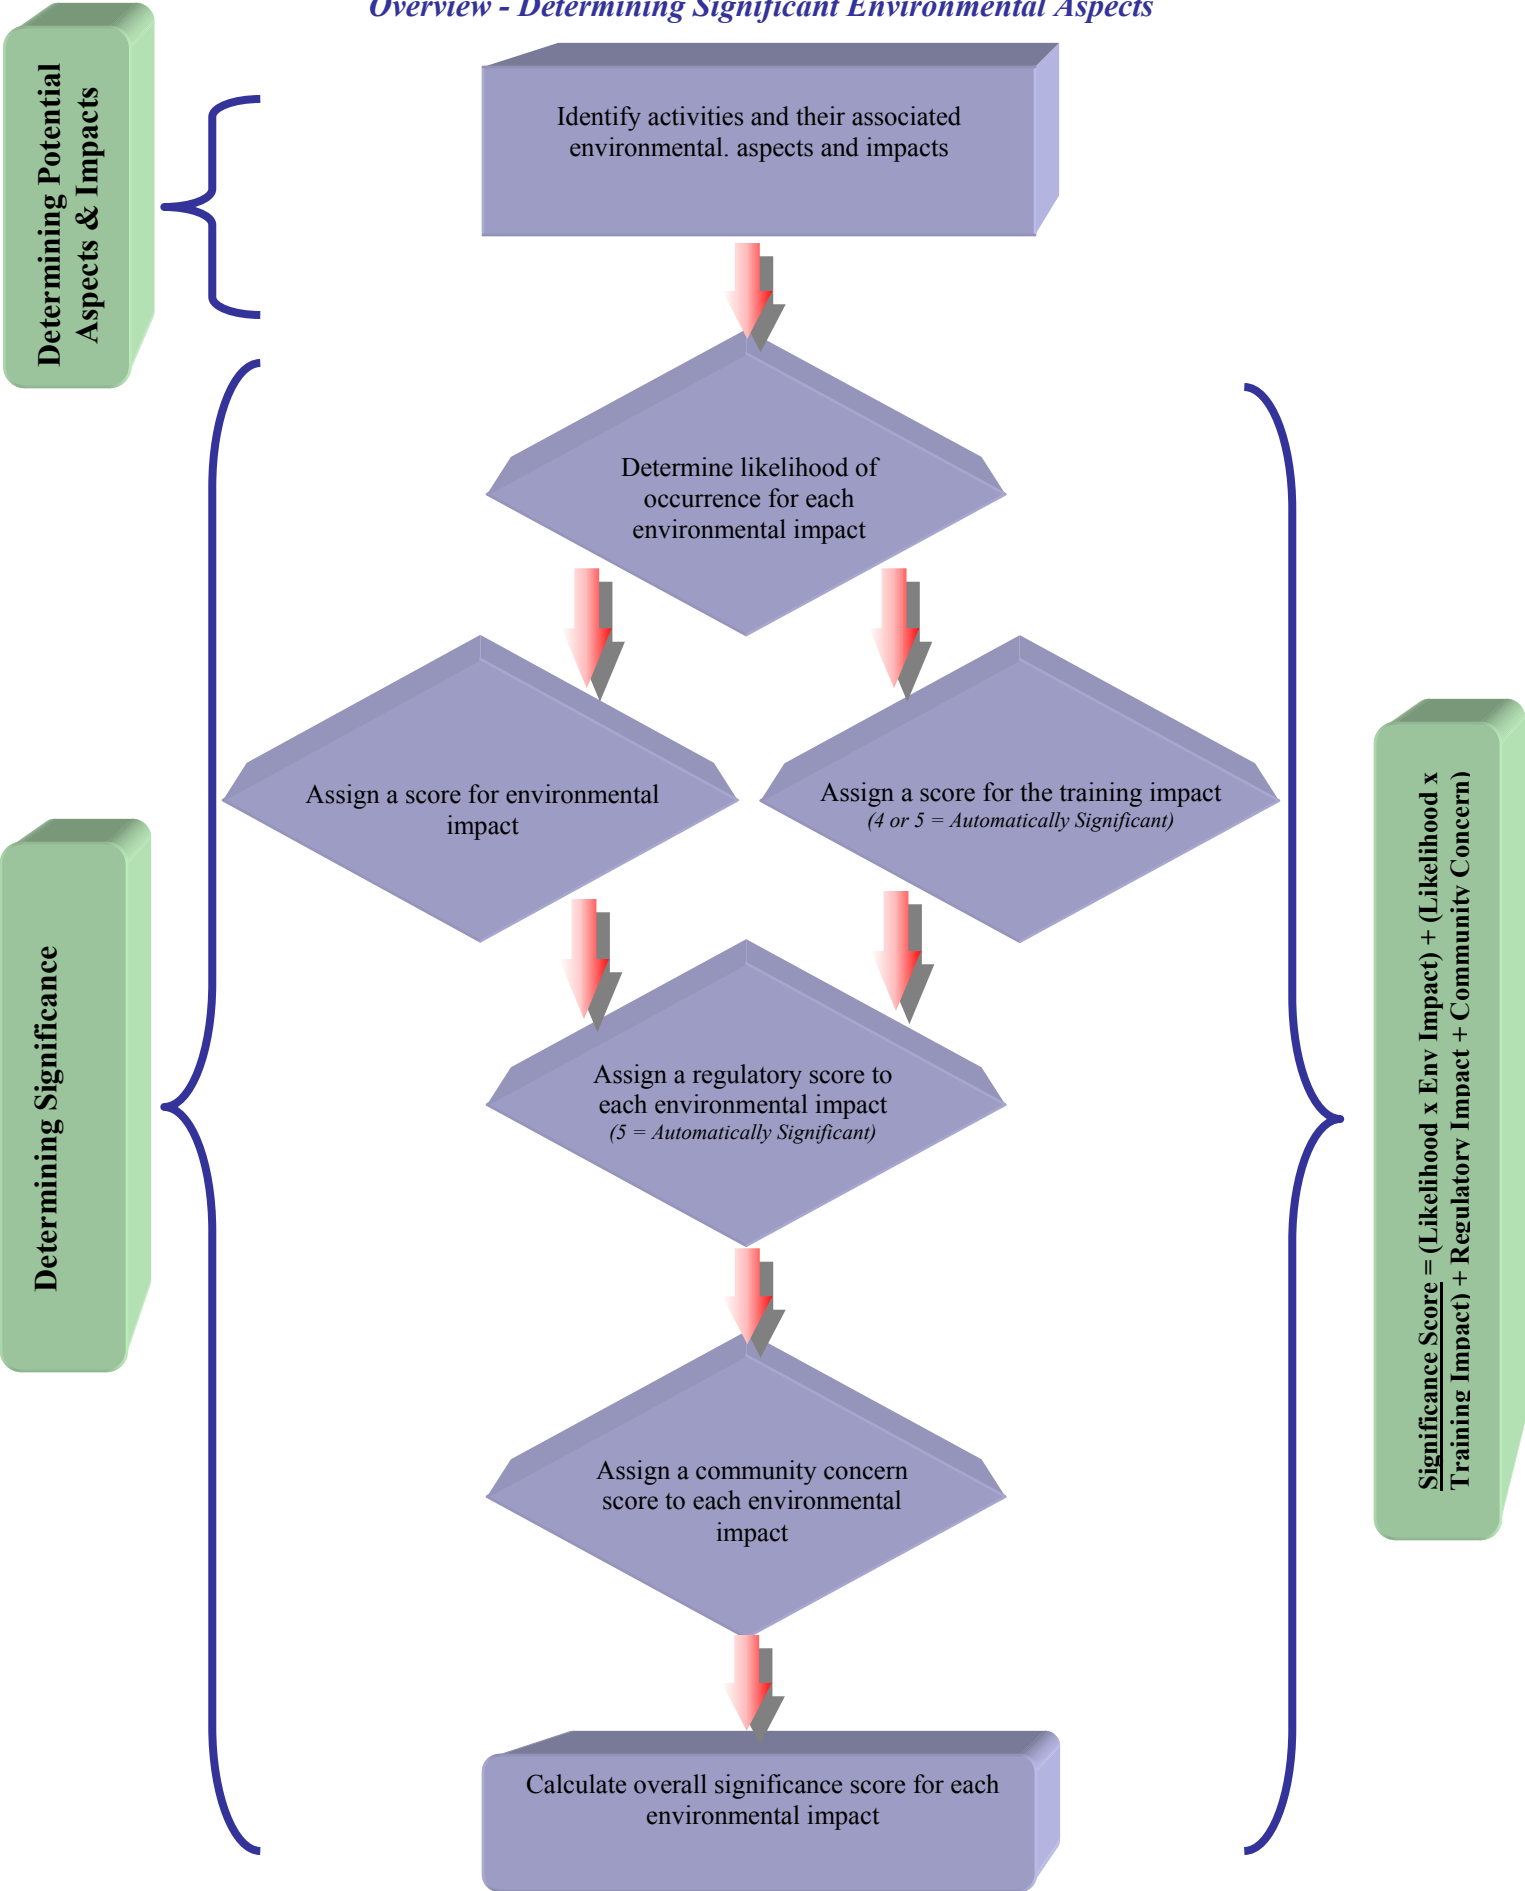 Overview - Determining Significant Environmental Aspects
Determining Potential
Aspects & Impacts
Identify activities and their associated
environmental. aspects and impacts
Determine likelihood of
occurrence for each
environmental impact
Assign a score for environmental
impact
Assign a score for the training impact
(4 or 5 = Automatically Significant)
Determining Significance
Assign a regulatory score to
each environmental impact
(5 = Automatically Significant)
Significance Score = (Likelihood x Env Impact) + (Likelihood x
Training Impact) + Regulatory Impact + Community Concern)
Assign a community concern
score to each environmental
impact
Calculate overall significance score for each
environmental impact